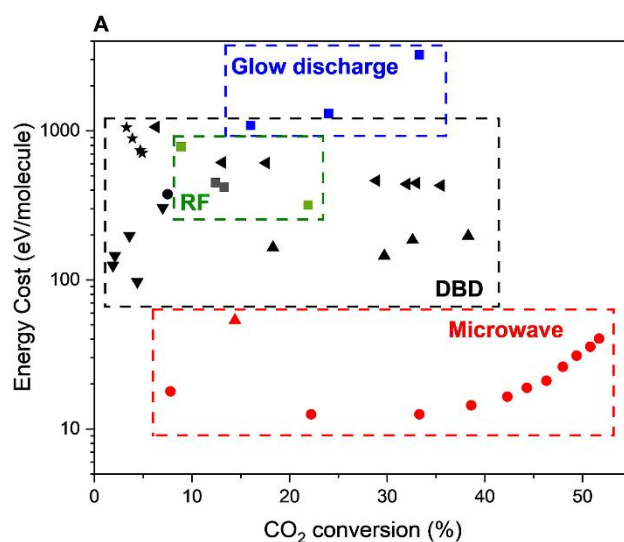 A
Glow discharge
1000
RF
100
DBD
Microwave
10
0 10 20 30 40 50
Energy Cost (eV/molecule)
CO₂ conversion (%)